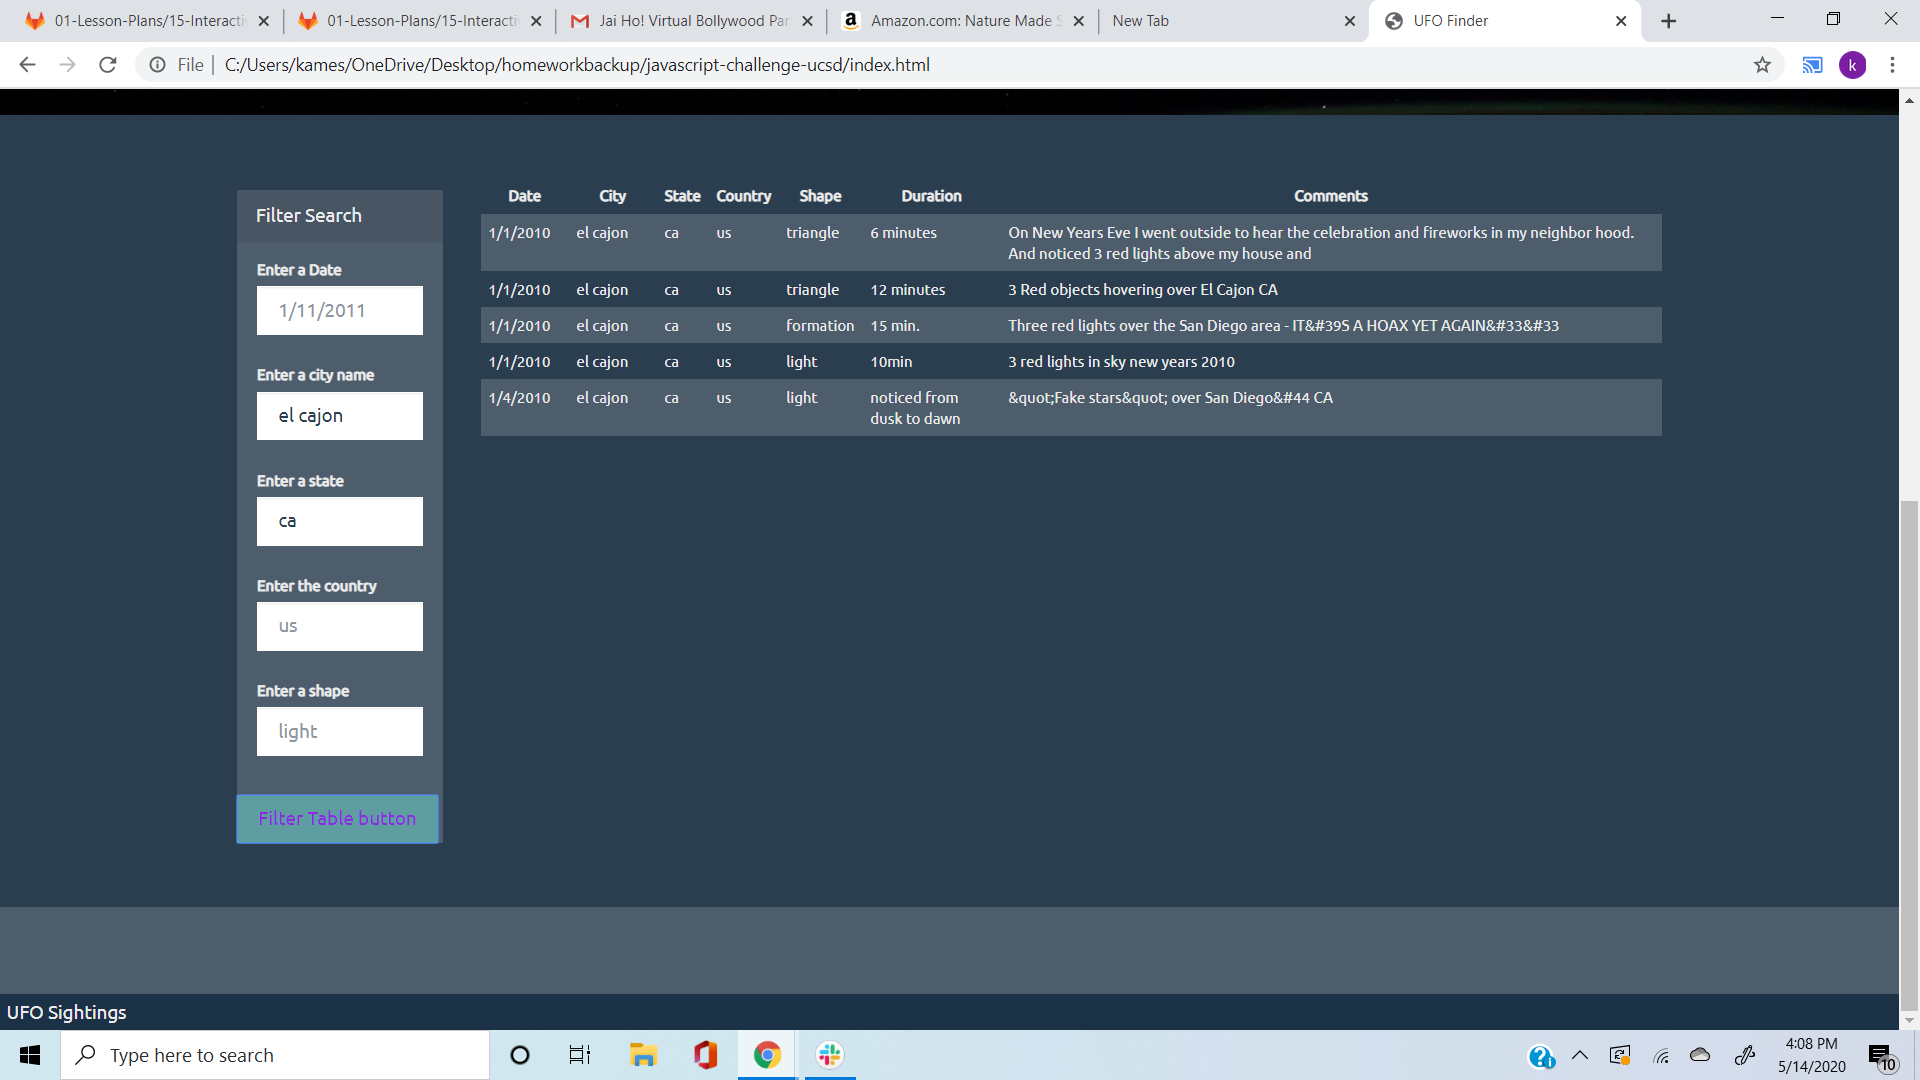 01-Lesson-Plans/15-Interacti
01-Lesson-Plans/15-Interacti
Jai Ho! Virtual Bollywood Par
Amazon.com: Nature Made S
New Tab
UFO Finder
File
C:/Users/kames/OneDrive/Desktop/homeworkbackup/javascript-challenge-ucsd/index.html
k
Filter Search
Enter a Date
1/11/2011
Enter a city name
el cajon
Enter a state
ca
Enter the country
us
Enter a shape
light
Filter Table button
Date City State Country Shape Duration Comments
1/1/2010 el cajon ca us triangle 6 minutes On New Years Eve I went outside to hear the celebration and fireworks in my neighbor hood.
And noticed 3 red lights above my house and
1/1/2010 el cajon ca us triangle 12 minutes 3 Red objects hovering over El Cajon CA
1/1/2010 el cajon ca us formation 15 min. Three red lights over the San Diego area - IT&#39S A HOAX YET AGAIN&#33&#33
1/1/2010 el cajon ca us light 10min 3 red lights in sky new years 2010
1/4/2010 el cajon ca us light noticed from &quot;Fake stars&quot; over San Diego&#44 CA
dusk to dawn
UFO Sightings
Type here to search
4:08 PM
5/14/2020
10